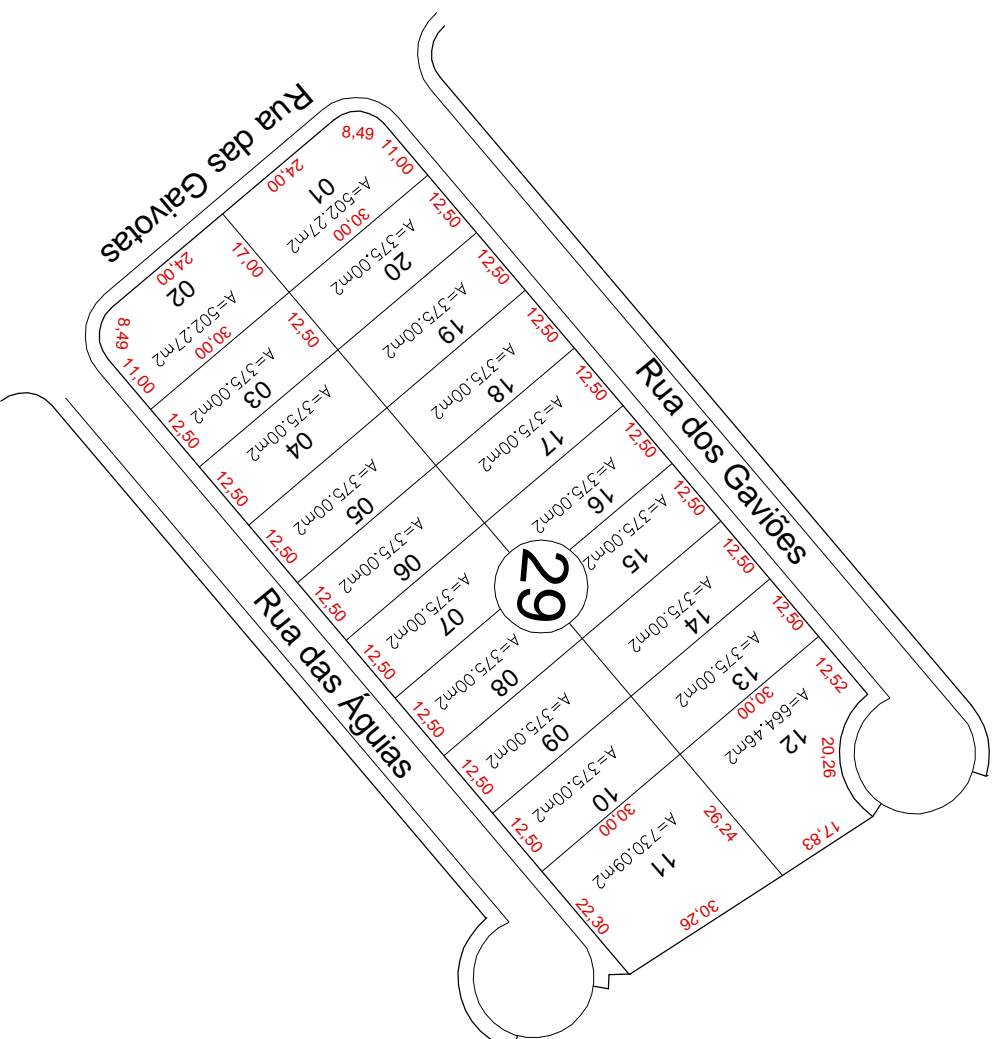 Rua das Gaivotas
Rua dos Gaviões
Rua das Águias
29
8,49
11,00
24,00
01
A=502.27m2
30,00
17,00
24,00
02
A=502.27m2
30,00
8,49
11,00
12,50
03
A=375.00m2
12,50
04
A=375.00m2
12,50
05
A=375.00m2
12,50
06
A=375.00m2
12,50
07
A=375.00m2
12,50
08
A=375.00m2
12,50
09
A=375.00m2
12,50
10
A=375.00m2
30,00
12,50
11
A=730.09m2
22,30
30,26
26,24
12
A=664.46m2
12,52
20,26
17,83
13
A=375.00m2
30,00
12,50
14
A=375.00m2
12,50
15
A=375.00m2
12,50
16
A=375.00m2
12,50
17
A=375.00m2
12,50
18
A=375.00m2
12,50
19
A=375.00m2
12,50
20
A=375.00m2
12,50